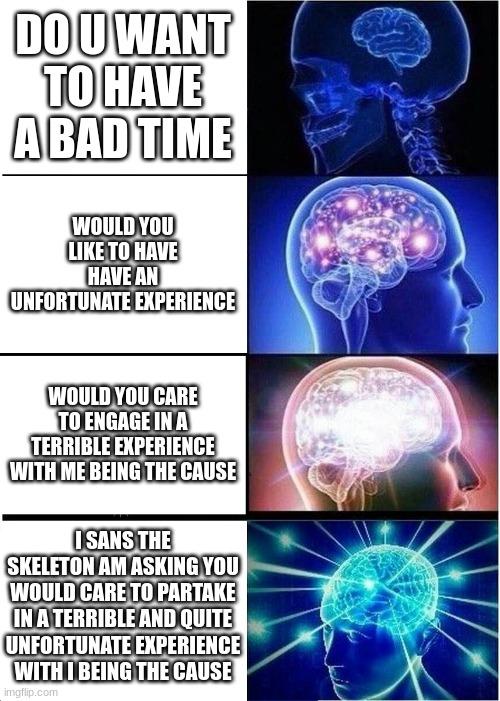 DO U WANT
TO HAVE
A BAD TIME
WOULD YOU
LIKE TO HAVE
HAVE AN
UNFORTUNATE EXPERIENCE
WOULD YOU CARE
TO ENGAGE IN A
TERRIBLE EXPERIENCE
WITH ME BEING THE CAUSE
I SANS THE
SKELETON AM ASKING YOU
WOULD CARE TO PARTAKE
IN A TERRIBLE AND QUITE
UNFORTUNATE EXPERIENCE
WITH I BEING THE CAUSE
imgflip.com